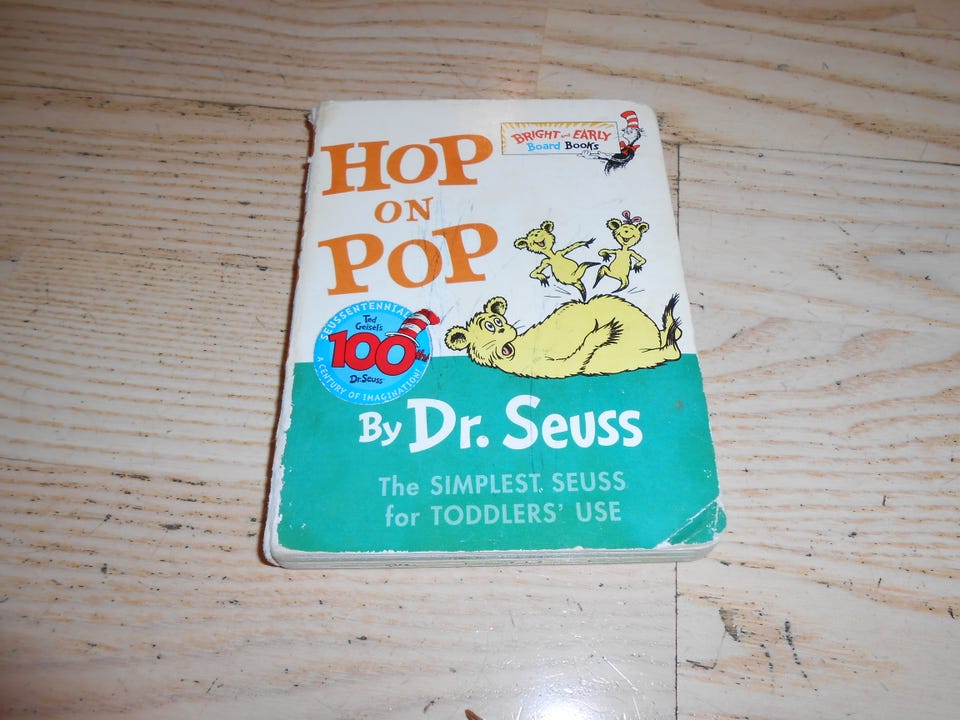 BRIGHT and EARLY
Board Books
HOP
ON
POP
SEUSSENTENNIAL
Ted
Geisel's
100th
Dr. Seuss
A CENTURY OF IMAGINATION!
By Dr. Seuss
The SIMPLEST SEUSS
for TODDLERS' USE